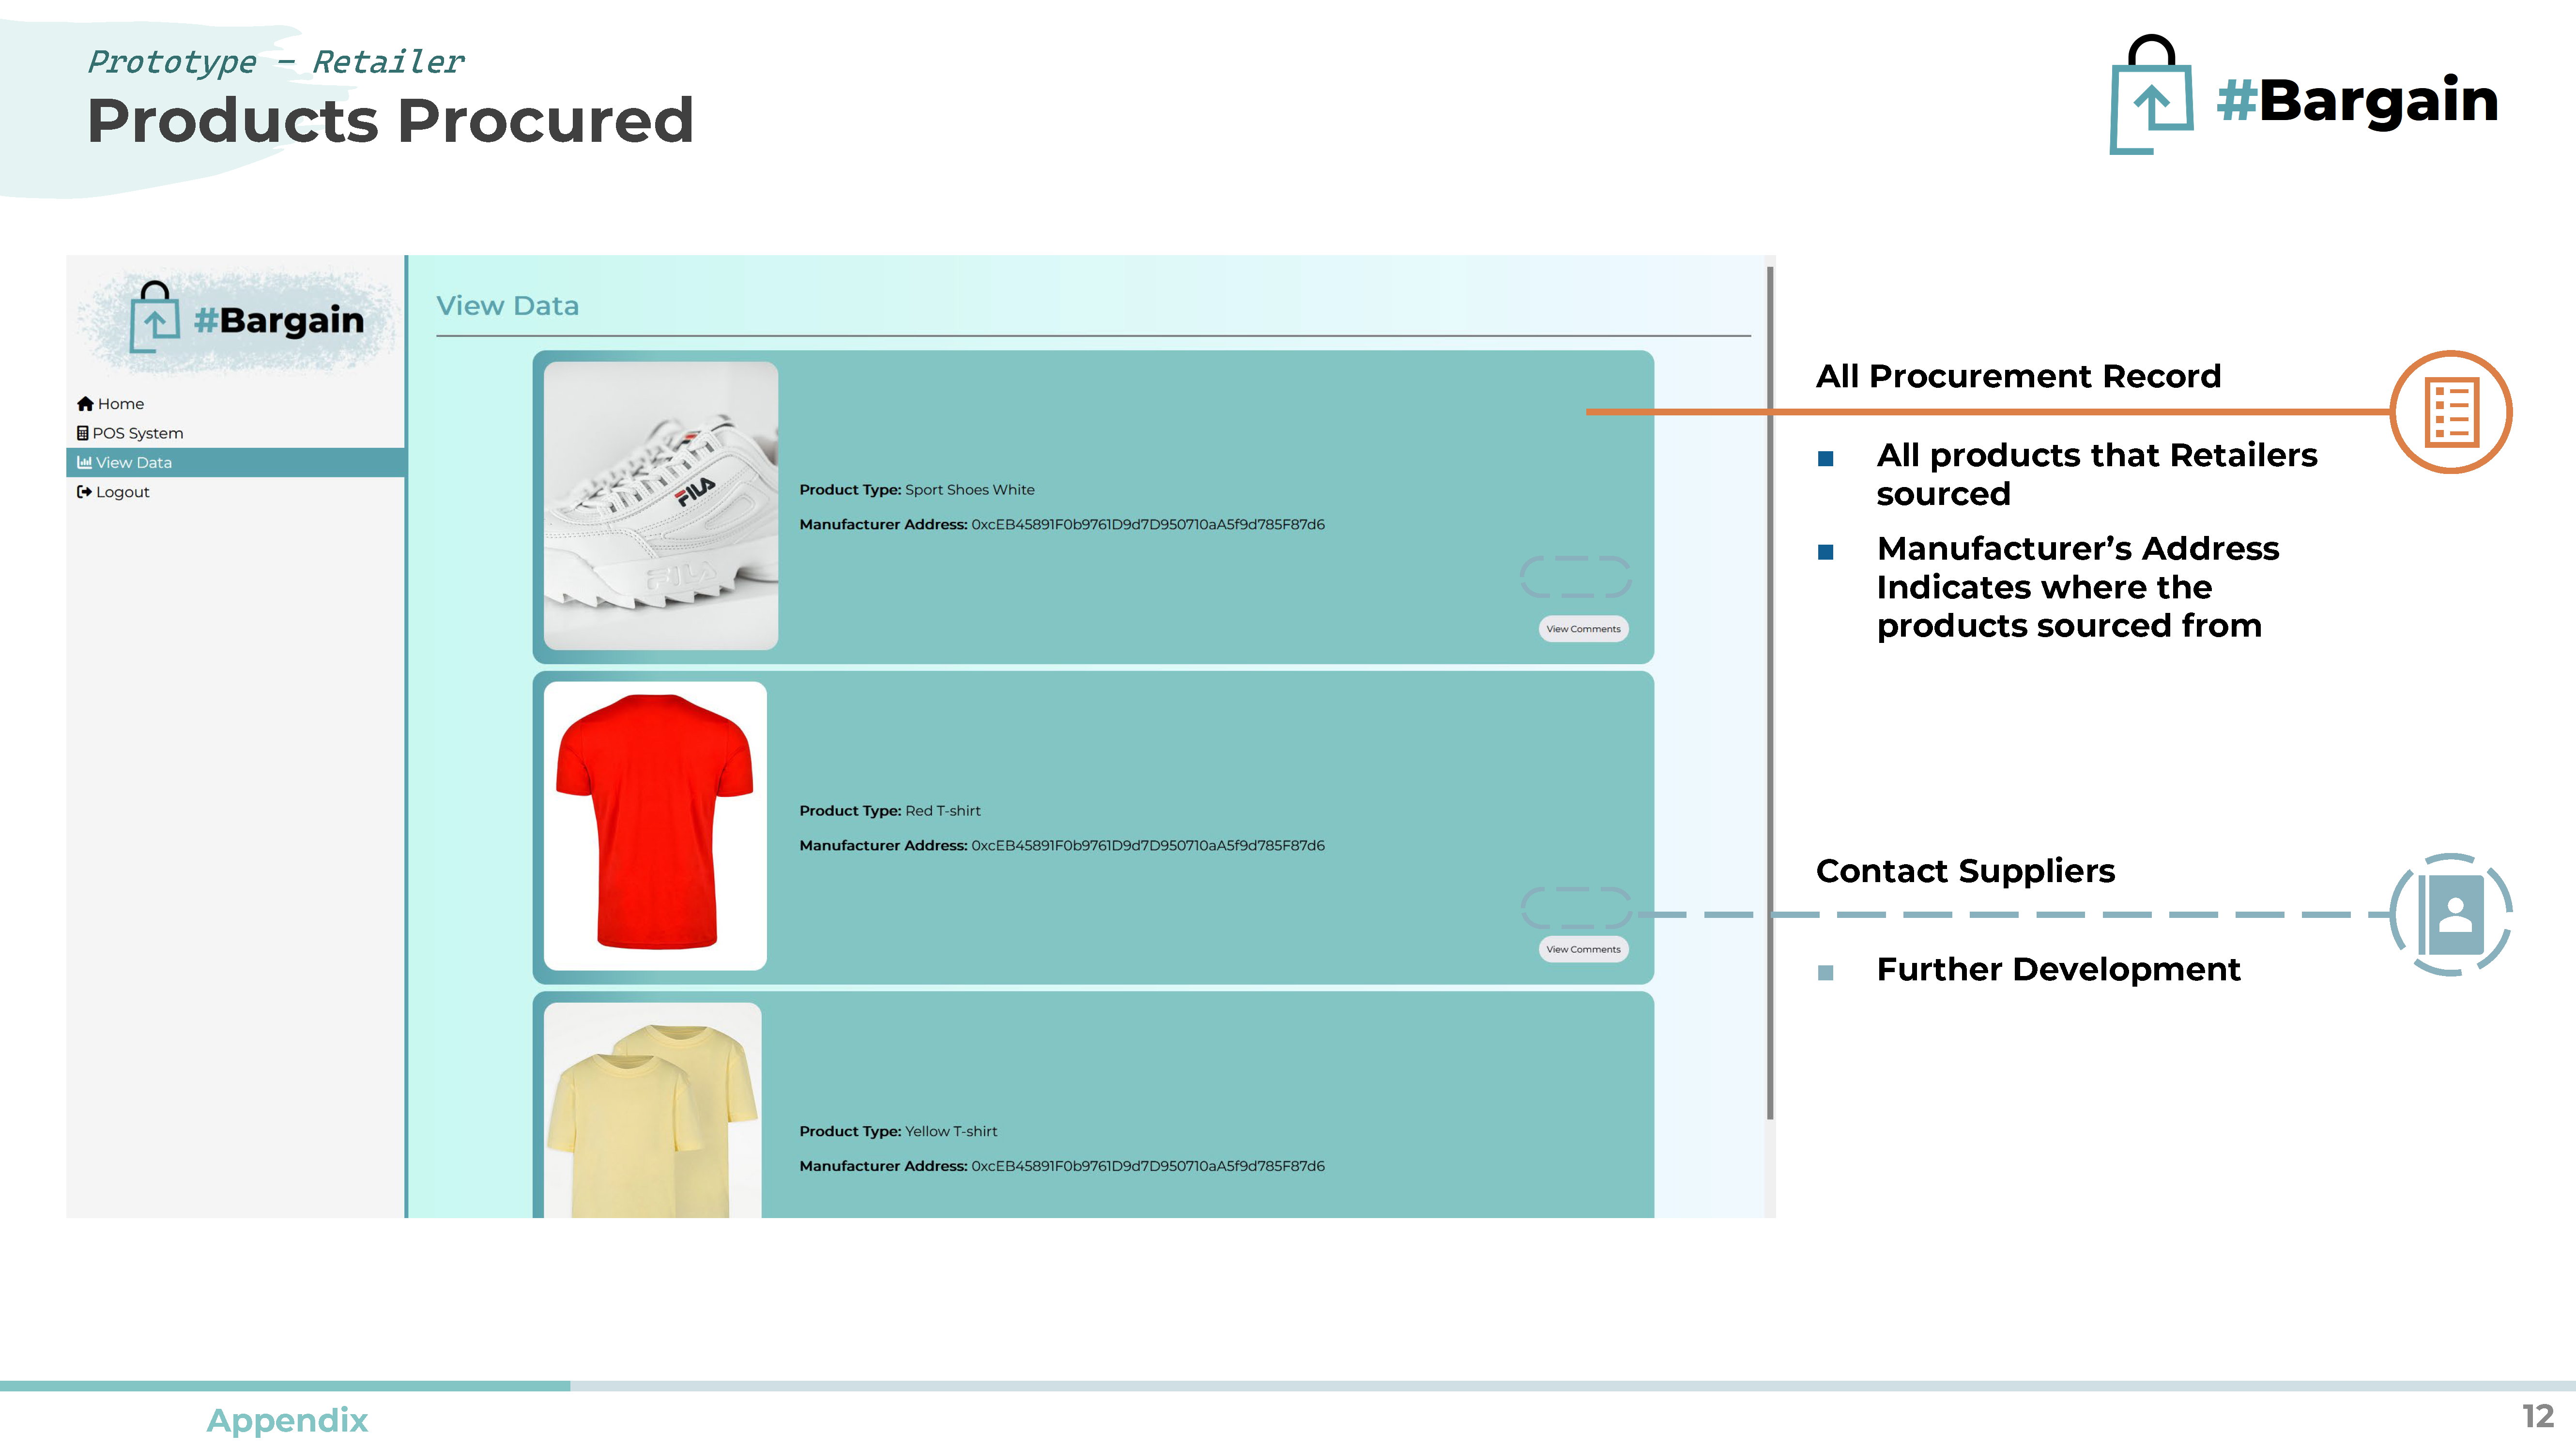 Prototype – Retailer
Products Procured
#Bargain
#Bargain
Home
POS System
View Data
Logout
View Data
FILA
FILA
Product Type: Sport Shoes White
Manufacturer Address: 0xcEB45891F0b9761D9d7D950710aA5f9d785F87d6
View Comments
Product Type: Red T-shirt
Manufacturer Address: 0xcEB45891F0b9761D9d7D950710aA5f9d785F87d6
View Comments
Product Type: Yellow T-shirt
Manufacturer Address: 0xcEB45891F0b9761D9d7D950710aA5f9d785F87d6
All Procurement Record
■ All products that Retailers
sourced
■ Manufacturer’s Address
Indicates where the
products sourced from
Contact Suppliers
■ Further Development
Appendix
12